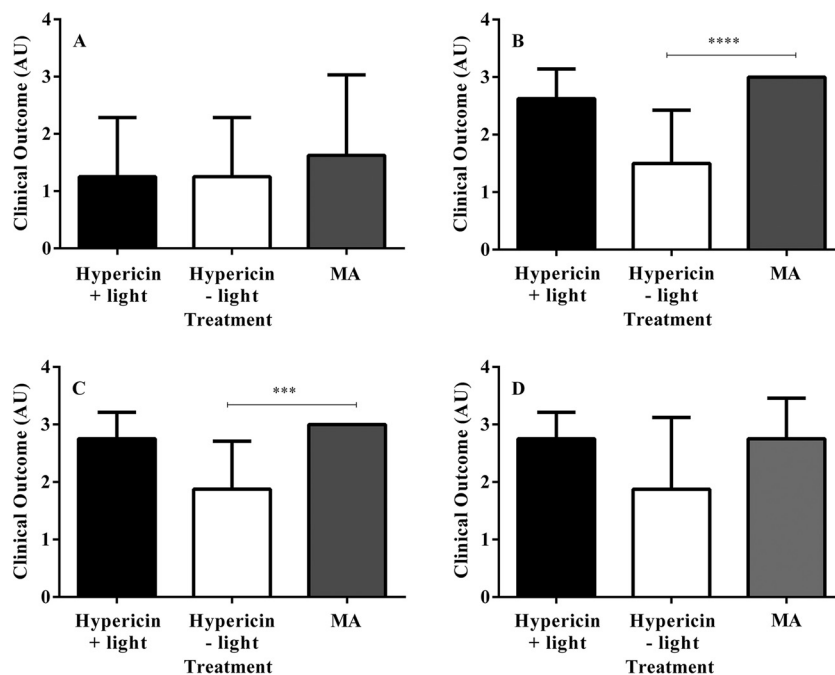 A
Clinical Outcome (AU)
4
3
2
1
0
Hypericin
+ light
Hypericin
- light
MA
Treatment
B
****
Clinical Outcome (AU)
4
3
2
1
0
Hypericin
+ light
Hypericin
- light
MA
Treatment
C
***
Clinical Outcome (AU)
4
3
2
1
0
Hypericin
+ light
Hypericin
- light
MA
Treatment
D
Clinical Outcome (AU)
4
3
2
1
0
Hypericin
+ light
Hypericin
- light
MA
Treatment